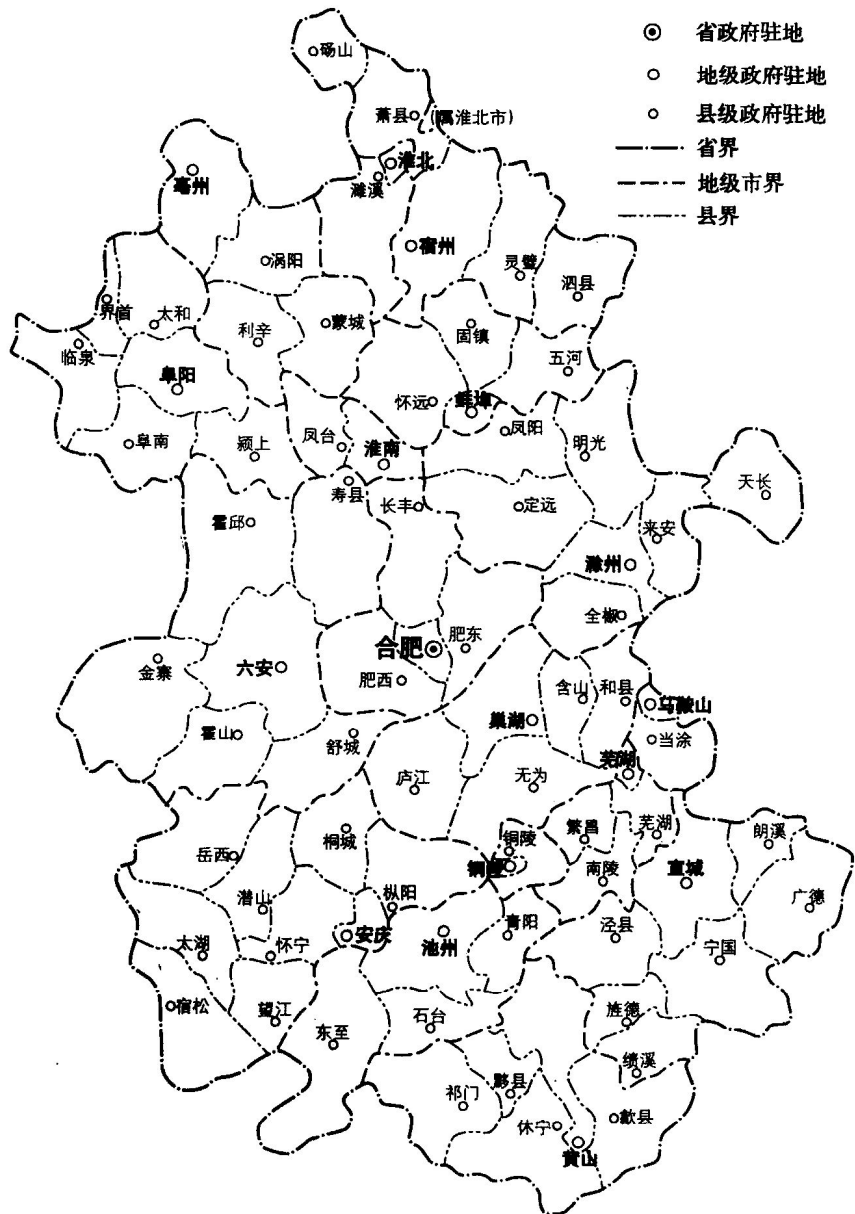 砀山
省政府驻地
地级政府驻地
萧县
(属淮北市)
县级政府驻地
省界
淮北
濉溪
亳州
地级市界
县界
宿州
涡阳
灵璧
泗县
界首
太和
利辛
蒙城
固镇
临泉
阜阳
五河
怀远
蚌埠
阜南
颍上
凤台
淮南
凤阳
明光
寿县
长丰
定远
天长
霍邱
来安
滁州
全椒
合肥
肥东
金寨
六安
肥西
含山
和县
马鞍山
巢湖
霍山
舒城
当涂
芜湖
庐江
无为
桐城
铜陵
繁昌
芜湖
朗溪
岳西
铜陵
南陵
宣城
潜山
枞阳
广德
太湖
怀宁
安庆
池州
青阳
泾县
宁国
宿松
望江
东至
石台
旌德
绩溪
祁门
黟县
休宁
歙县
黄山